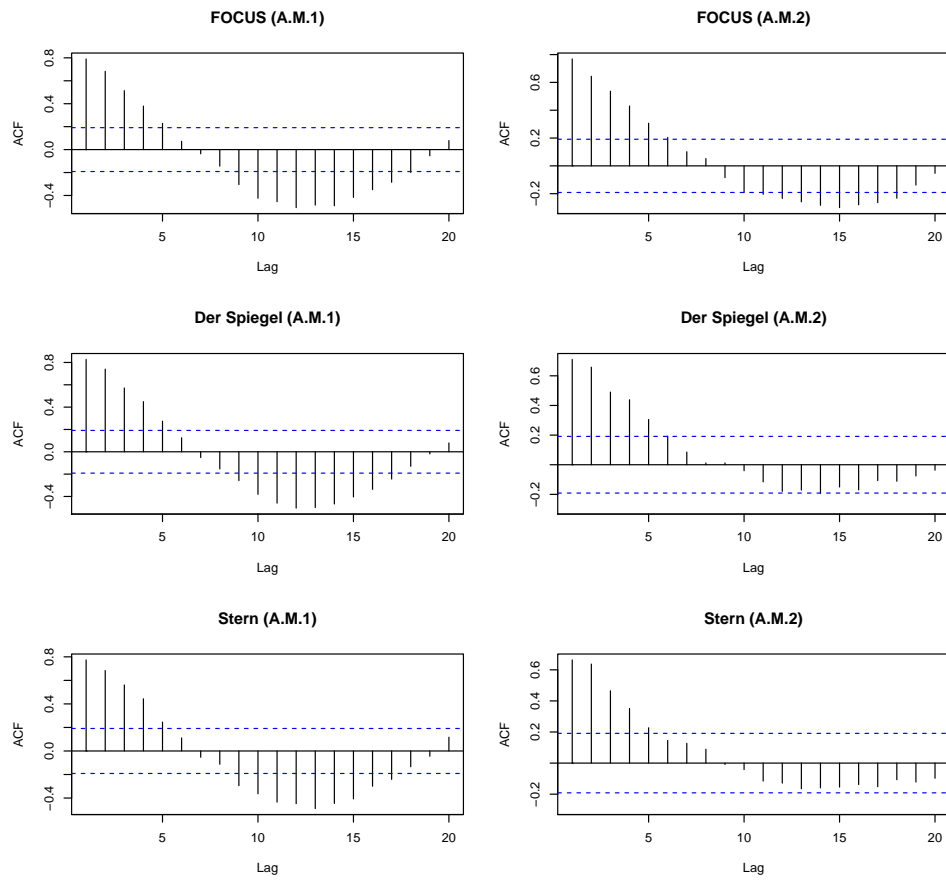 FOCUS (A.M.1)
ACF
0.8
0.4
0.0
−0.4
5 10 15 20
Lag
FOCUS (A.M.2)
ACF
0.6
0.2
−0.2
5 10 15 20
Lag
Der Spiegel (A.M.1)
ACF
0.8
0.4
0.0
−0.4
5 10 15 20
Lag
Der Spiegel (A.M.2)
ACF
0.6
0.2
−0.2
5 10 15 20
Lag
Stern (A.M.1)
ACF
0.8
0.4
0.0
−0.4
5 10 15 20
Lag
Stern (A.M.2)
ACF
0.6
0.4
0.2
−0.2
5 10 15 20
Lag